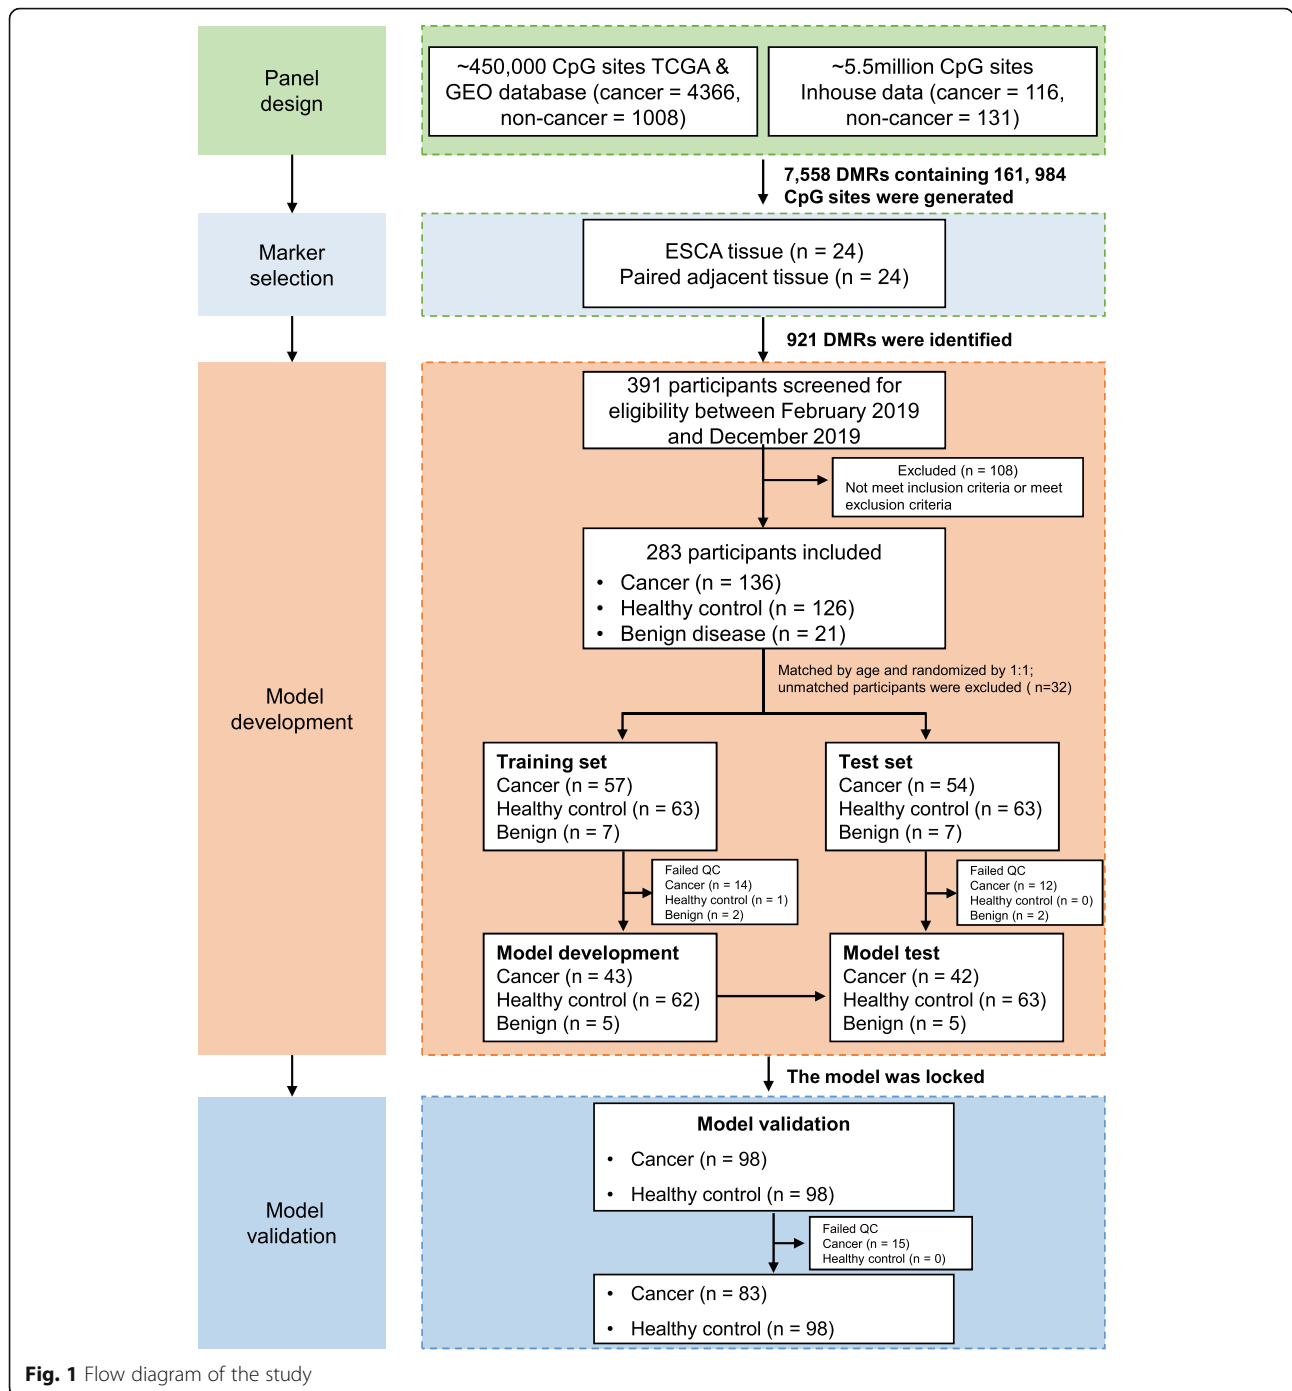 Panel
design
~450,000 CpG sites TCGA &
GEO database (cancer = 4366,
non-cancer = 1008)
~5.5million CpG sites
Inhouse data (cancer = 116,
non-cancer = 131)
7,558 DMRs containing 161, 984
CpG sites were generated
Marker
selection
ESCA tissue (n = 24)
Paired adjacent tissue (n = 24)
921 DMRs were identified
Model
development
391 participants screened for
eligibility between February 2019
and December 2019
Excluded (n = 108)
Not meet inclusion criteria or meet
exclusion criteria
283 participants included
• Cancer (n = 136)
• Healthy control (n = 126)
• Benign disease (n = 21)
Matched by age and randomized by 1:1;
unmatched participants were excluded ( n=32)
Training set
Cancer (n = 57)
Healthy control (n = 63)
Benign (n = 7)
Test set
Cancer (n = 54)
Healthy control (n = 63)
Benign (n = 7)
Failed QC
Cancer (n = 14)
Healthy control (n = 1)
Benign (n = 2)
Failed QC
Cancer (n = 12)
Healthy control (n = 0)
Benign (n = 2)
Model development
Cancer (n = 43)
Healthy control (n = 62)
Benign (n = 5)
Model test
Cancer (n = 42)
Healthy control (n = 63)
Benign (n = 5)
The model was locked
Model
validation
Model validation
• Cancer (n = 98)
• Healthy control (n = 98)
Failed QC
Cancer (n = 15)
Healthy control (n = 0)
• Cancer (n = 83)
• Healthy control (n = 98)
Fig. 1 Flow diagram of the study